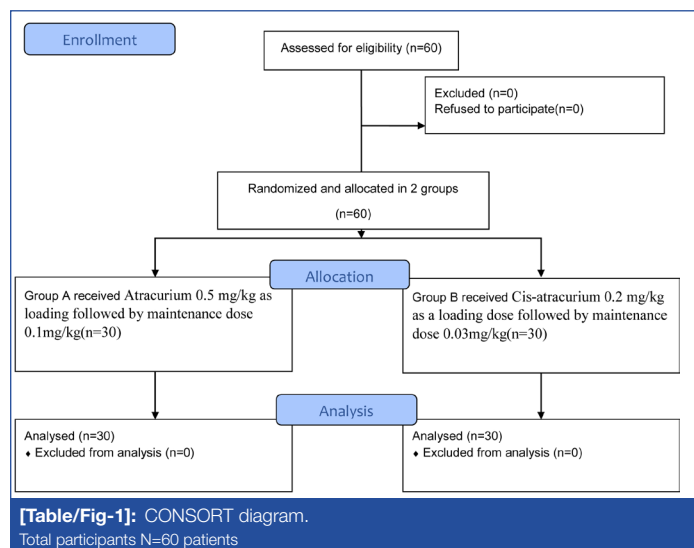 Enrollment
Assessed for eligibility (n=60)
Excluded (n=0)
Refused to participate(n=0)
Randomized and allocated in 2 groups
(n=60)
Allocation
Group A received Atracurium 0.5 mg/kg as
loading followed by maintenance dose
0.1mg/kg(n=30)
Group B received Cis-atracurium 0.2 mg/kg
as a loading dose followed by maintenance
dose 0.03mg/kg(n=30)
Analysis
Analysed (n=30)
♦ Excluded from analysis (n=0)
Analysed (n=30)
♦ Excluded from analysis (n=0)
[Table/Fig-1]: CONSORT diagram.
Total participants N=60 patients